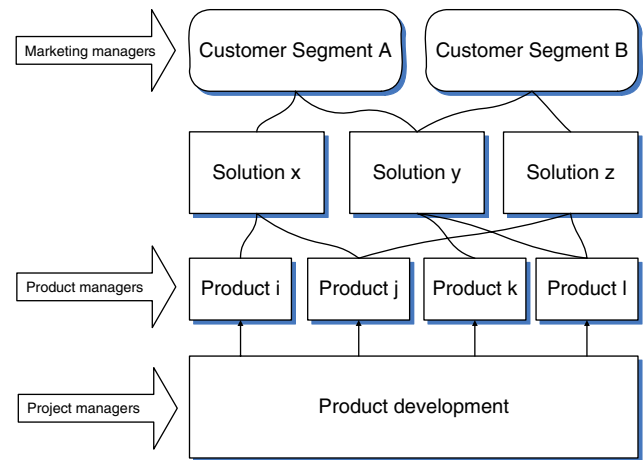 Marketing managers
Customer Segment A
Customer Segment B
Solution x
Solution y
Solution z
Product managers
Product i
Product j
Product k
Product l
Project managers
Product development